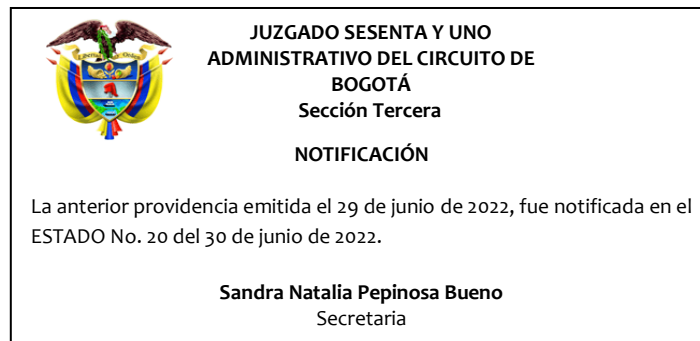 JUZGADO SESENTA Y UNO
ADMINISTRATIVO DEL CIRCUITO DE
BOGOTÁ
Sección Tercera
NOTIFICACIÓN
La anterior providencia emitida el 29 de junio de 2022, fue notificada en el
ESTADO No. 20 del 30 de junio de 2022.
Sandra Natalia Pepinosa Bueno
Secretaria